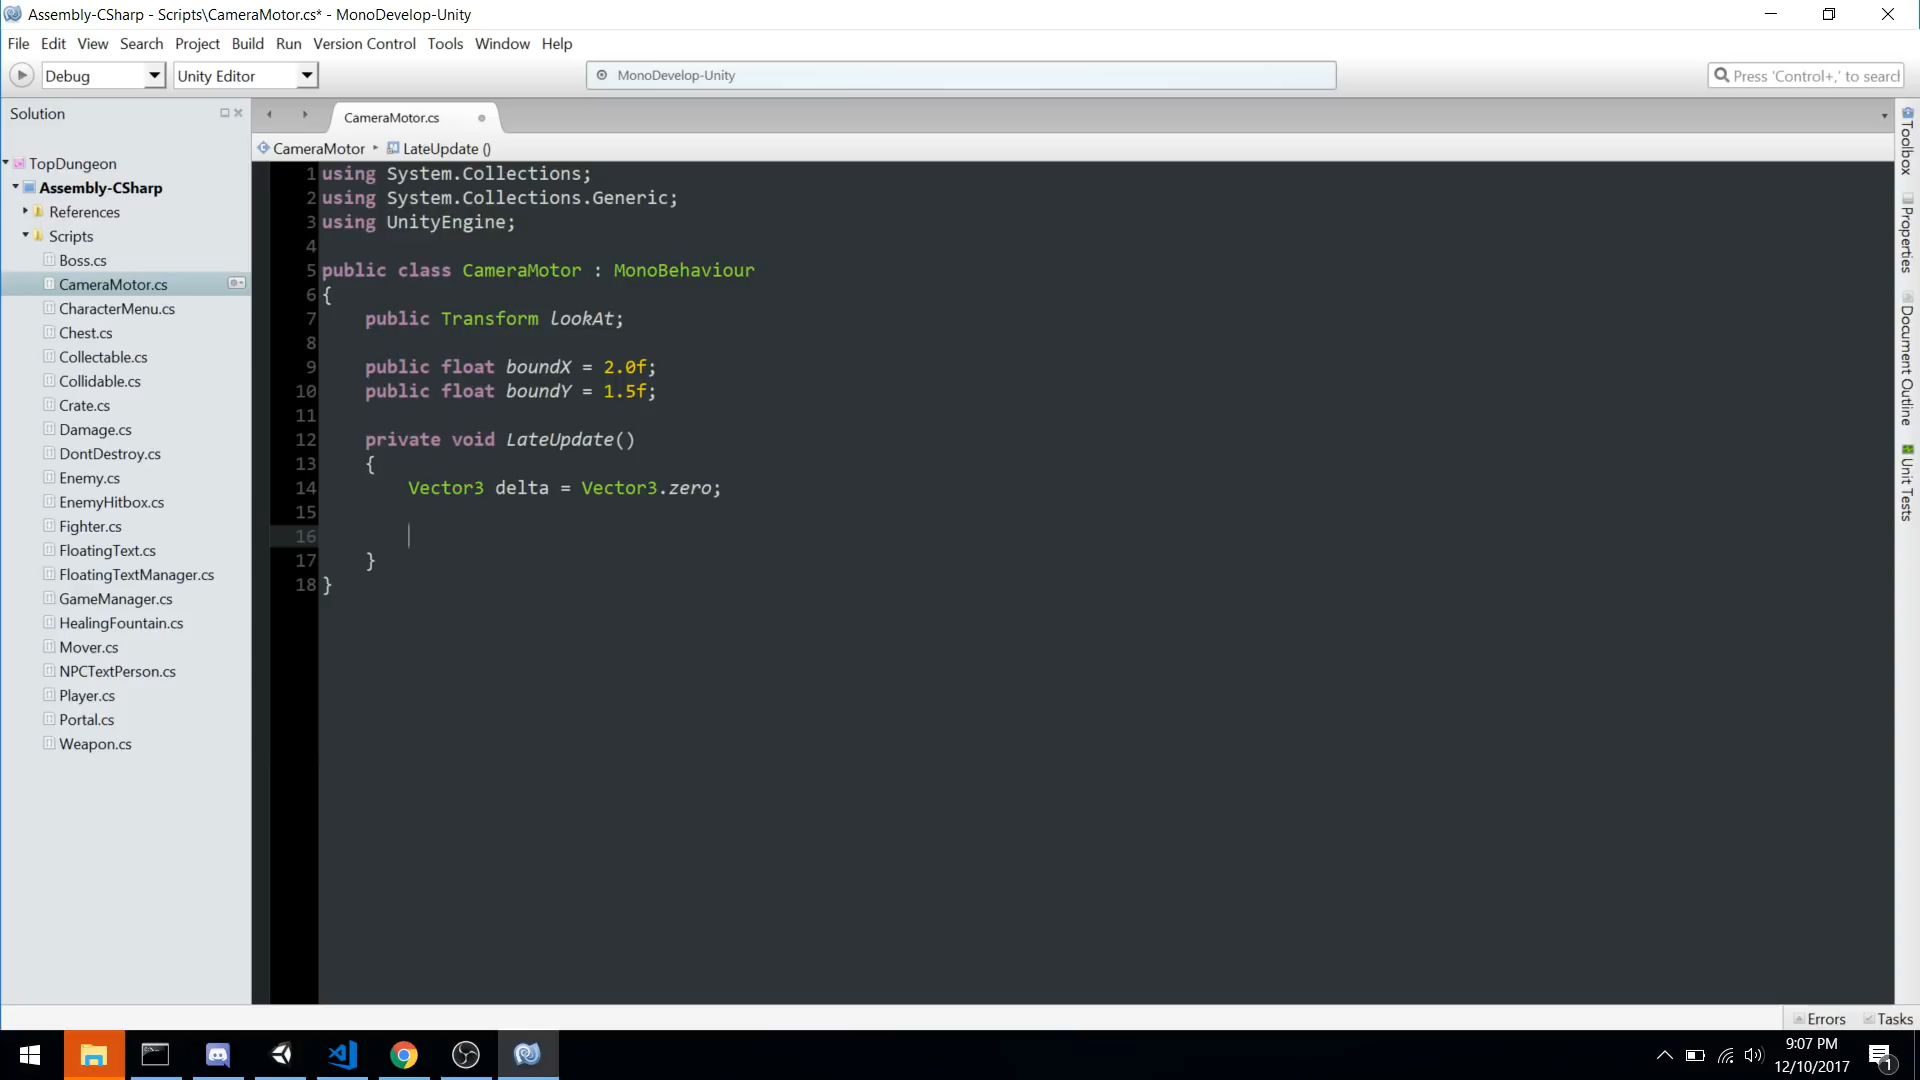 Assembly-CSharp - Scripts\CameraMotor.cs* - MonoDevelop-Unity
File Edit View Search Project Build Run Version Control Tools Window Help
Debug Unity Editor MonoDevelop-Unity Press 'Control+,' to search
Solution
TopDungeon
Assembly-CSharp
References
Scripts
Boss.cs
CameraMotor.cs
CharacterMenu.cs
Chest.cs
Collectable.cs
Collidable.cs
Crate.cs
Damage.cs
DontDestroy.cs
Enemy.cs
EnemyHitbox.cs
Fighter.cs
FloatingText.cs
FloatingTextManager.cs
GameManager.cs
HealingFountain.cs
Mover.cs
NPCTextPerson.cs
Player.cs
Portal.cs
Weapon.cs
CameraMotor.cs
CameraMotor LateUpdate ()
1 using System.Collections;
2 using System.Collections.Generic;
3 using UnityEngine;
4
5 public class CameraMotor : MonoBehaviour
6 {
7 public Transform lookAt;
8
9 public float boundX = 2.0f;
10 public float boundY = 1.5f;
11
12 private void LateUpdate()
13 {
14 Vector3 delta = Vector3.zero;
15
16
17 }
18 }
Toolbox
Properties
Document Outline
Unit Tests
Errors Tasks
9:07 PM
12/10/2017
1